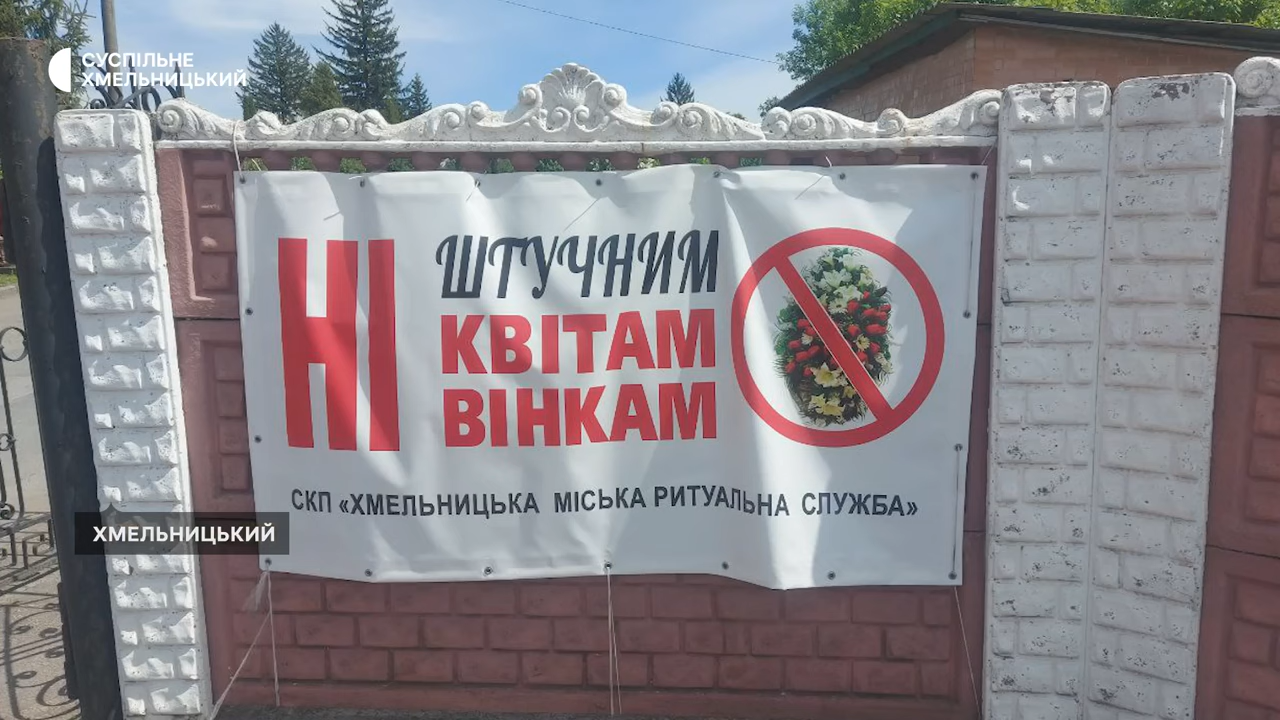 СУСПІЛЬНЕ
ХМЕЛЬНИЦЬКИЙ
НІ
ШТУЧНИМ
КВІТАМ
ВІНКАМ
СКП «ХМЕЛЬНИЦЬКА МІСЬКА РИТУАЛЬНА СЛУЖБА»
ХМЕЛЬНИЦЬКИЙ